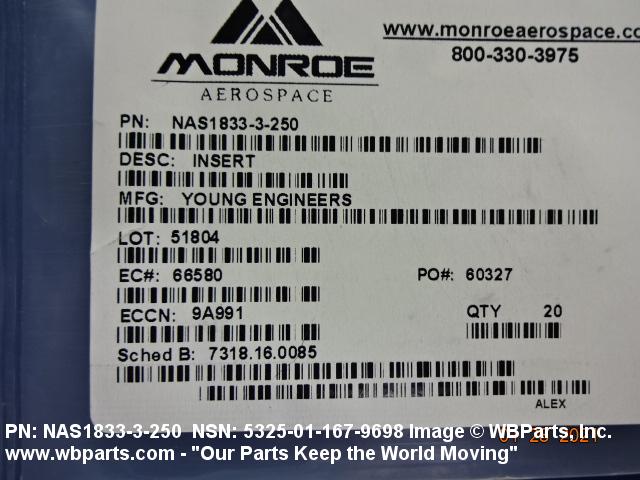 www.monroeaerospace.co
800-330-3975
MONROE
AEROSPACE
PN: NAS1833-3-250
DESC: INSERT
MFG: YOUNG ENGINEERS
LOT: 51804
EC#: 66580 PO#: 60327
ECCN: 9A991 QTY 20
Sched B: 7318.16.0085
ALEX
PN: NAS1833-3-250 NSN: 5325-01-167-9698 Image © WBParts, Inc.
www.wbparts.com - "Our Parts Keep the World Moving"